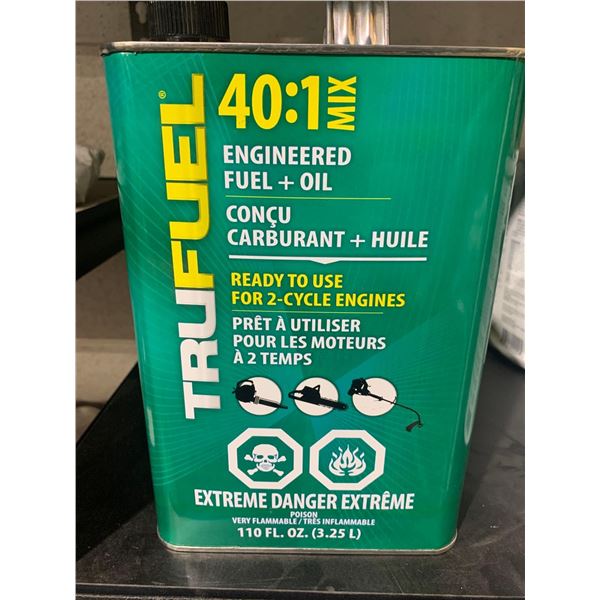 TRUFUEL®
40:1 MIX
ENGINEERED
FUEL + OIL
CONÇU
CARBURANT + HUILE
READY TO USE
FOR 2-CYCLE ENGINES
PRÊT À UTILISER
POUR LES MOTEURS
À 2 TEMPS
EXTREME DANGER EXTRÊME
POISON
VERY FLAMMABLE / TRÈS INFLAMMABLE
110 FL. OZ. (3.25 L)